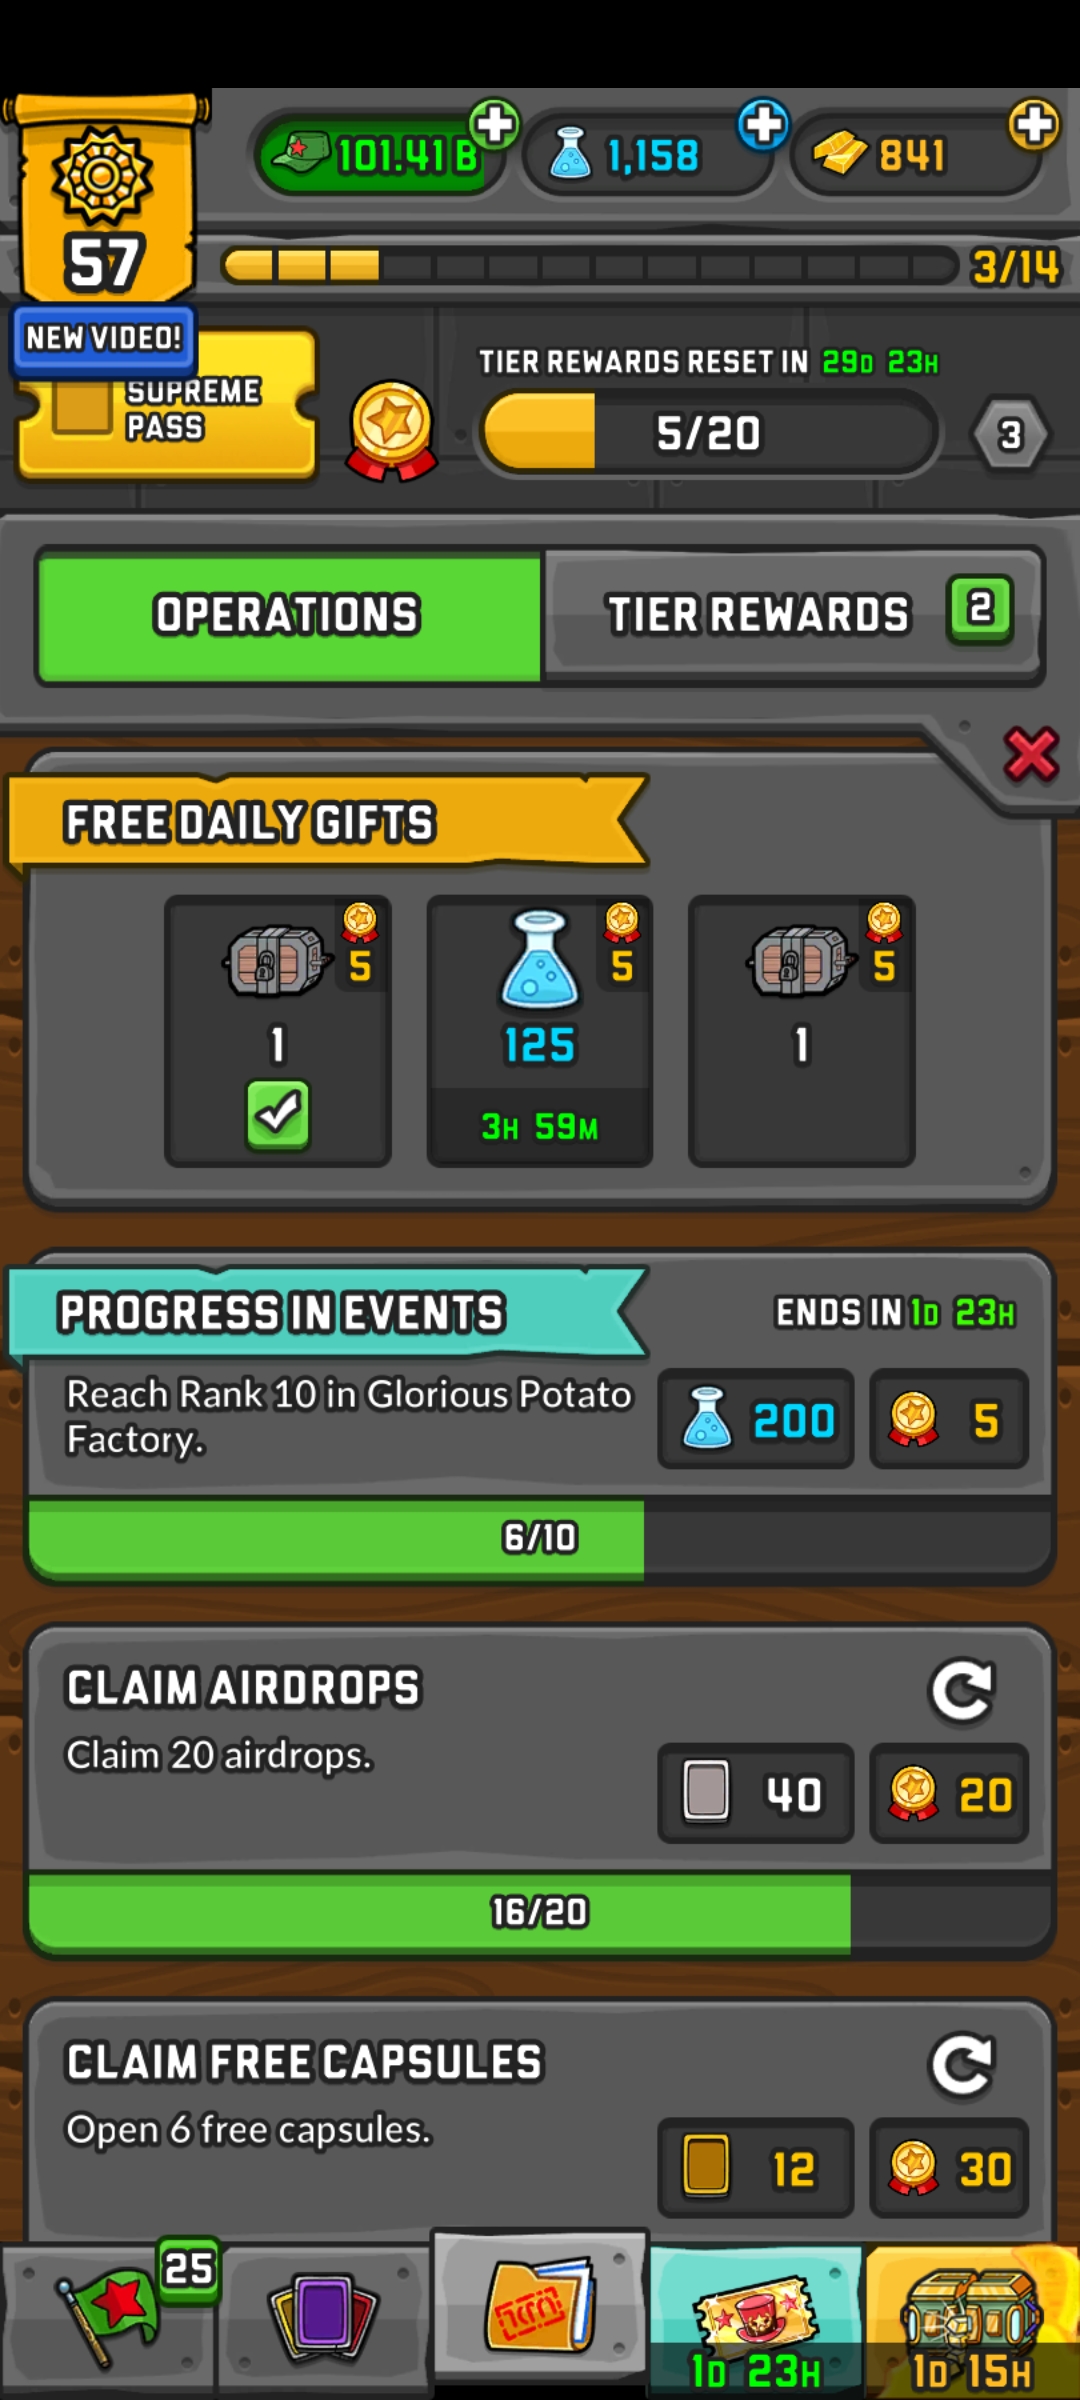 101.41 B
1,158
841
57
3/14
NEW VIDEO!
SUPREME
PASS
TIER REWARDS RESET IN 29D 23H
5/20
3
OPERATIONS
TIER REWARDS
2
FREE DAILY GIFTS
5
5
5
1
125
1
3H 59M
PROGRESS IN EVENTS
ENDS IN 1D 23H
Reach Rank 10 in Glorious Potato
Factory.
200
5
6/10
CLAIM AIRDROPS
Claim 20 airdrops.
40
20
16/20
CLAIM FREE CAPSULES
Open 6 free capsules.
12
30
25
1D 23H
1D 15H